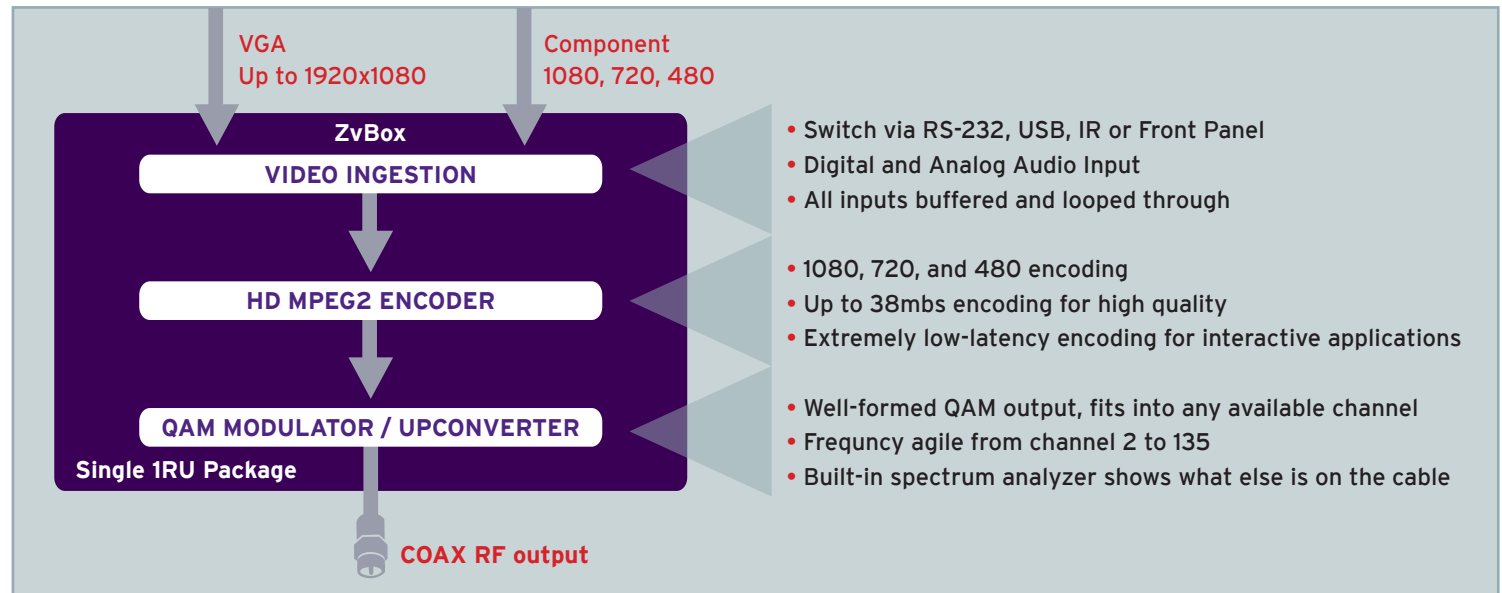 VGA
Up to 1920x1080
Component
1080, 720, 480
ZvBox
VIDEO INGESTION
• Switch via RS-232, USB, IR or Front Panel
• Digital and Analog Audio Input
• All inputs buffered and looped through
HD MPEG2 ENCODER
• 1080, 720, and 480 encoding
• Up to 38mbs encoding for high quality
• Extremely low-latency encoding for interactive applications
QAM MODULATOR / UPCONVERTER
• Well-formed QAM output, fits into any available channel
• Frequncy agile from channel 2 to 135
• Built-in spectrum analyzer shows what else is on the cable
Single 1RU Package
COAX RF output